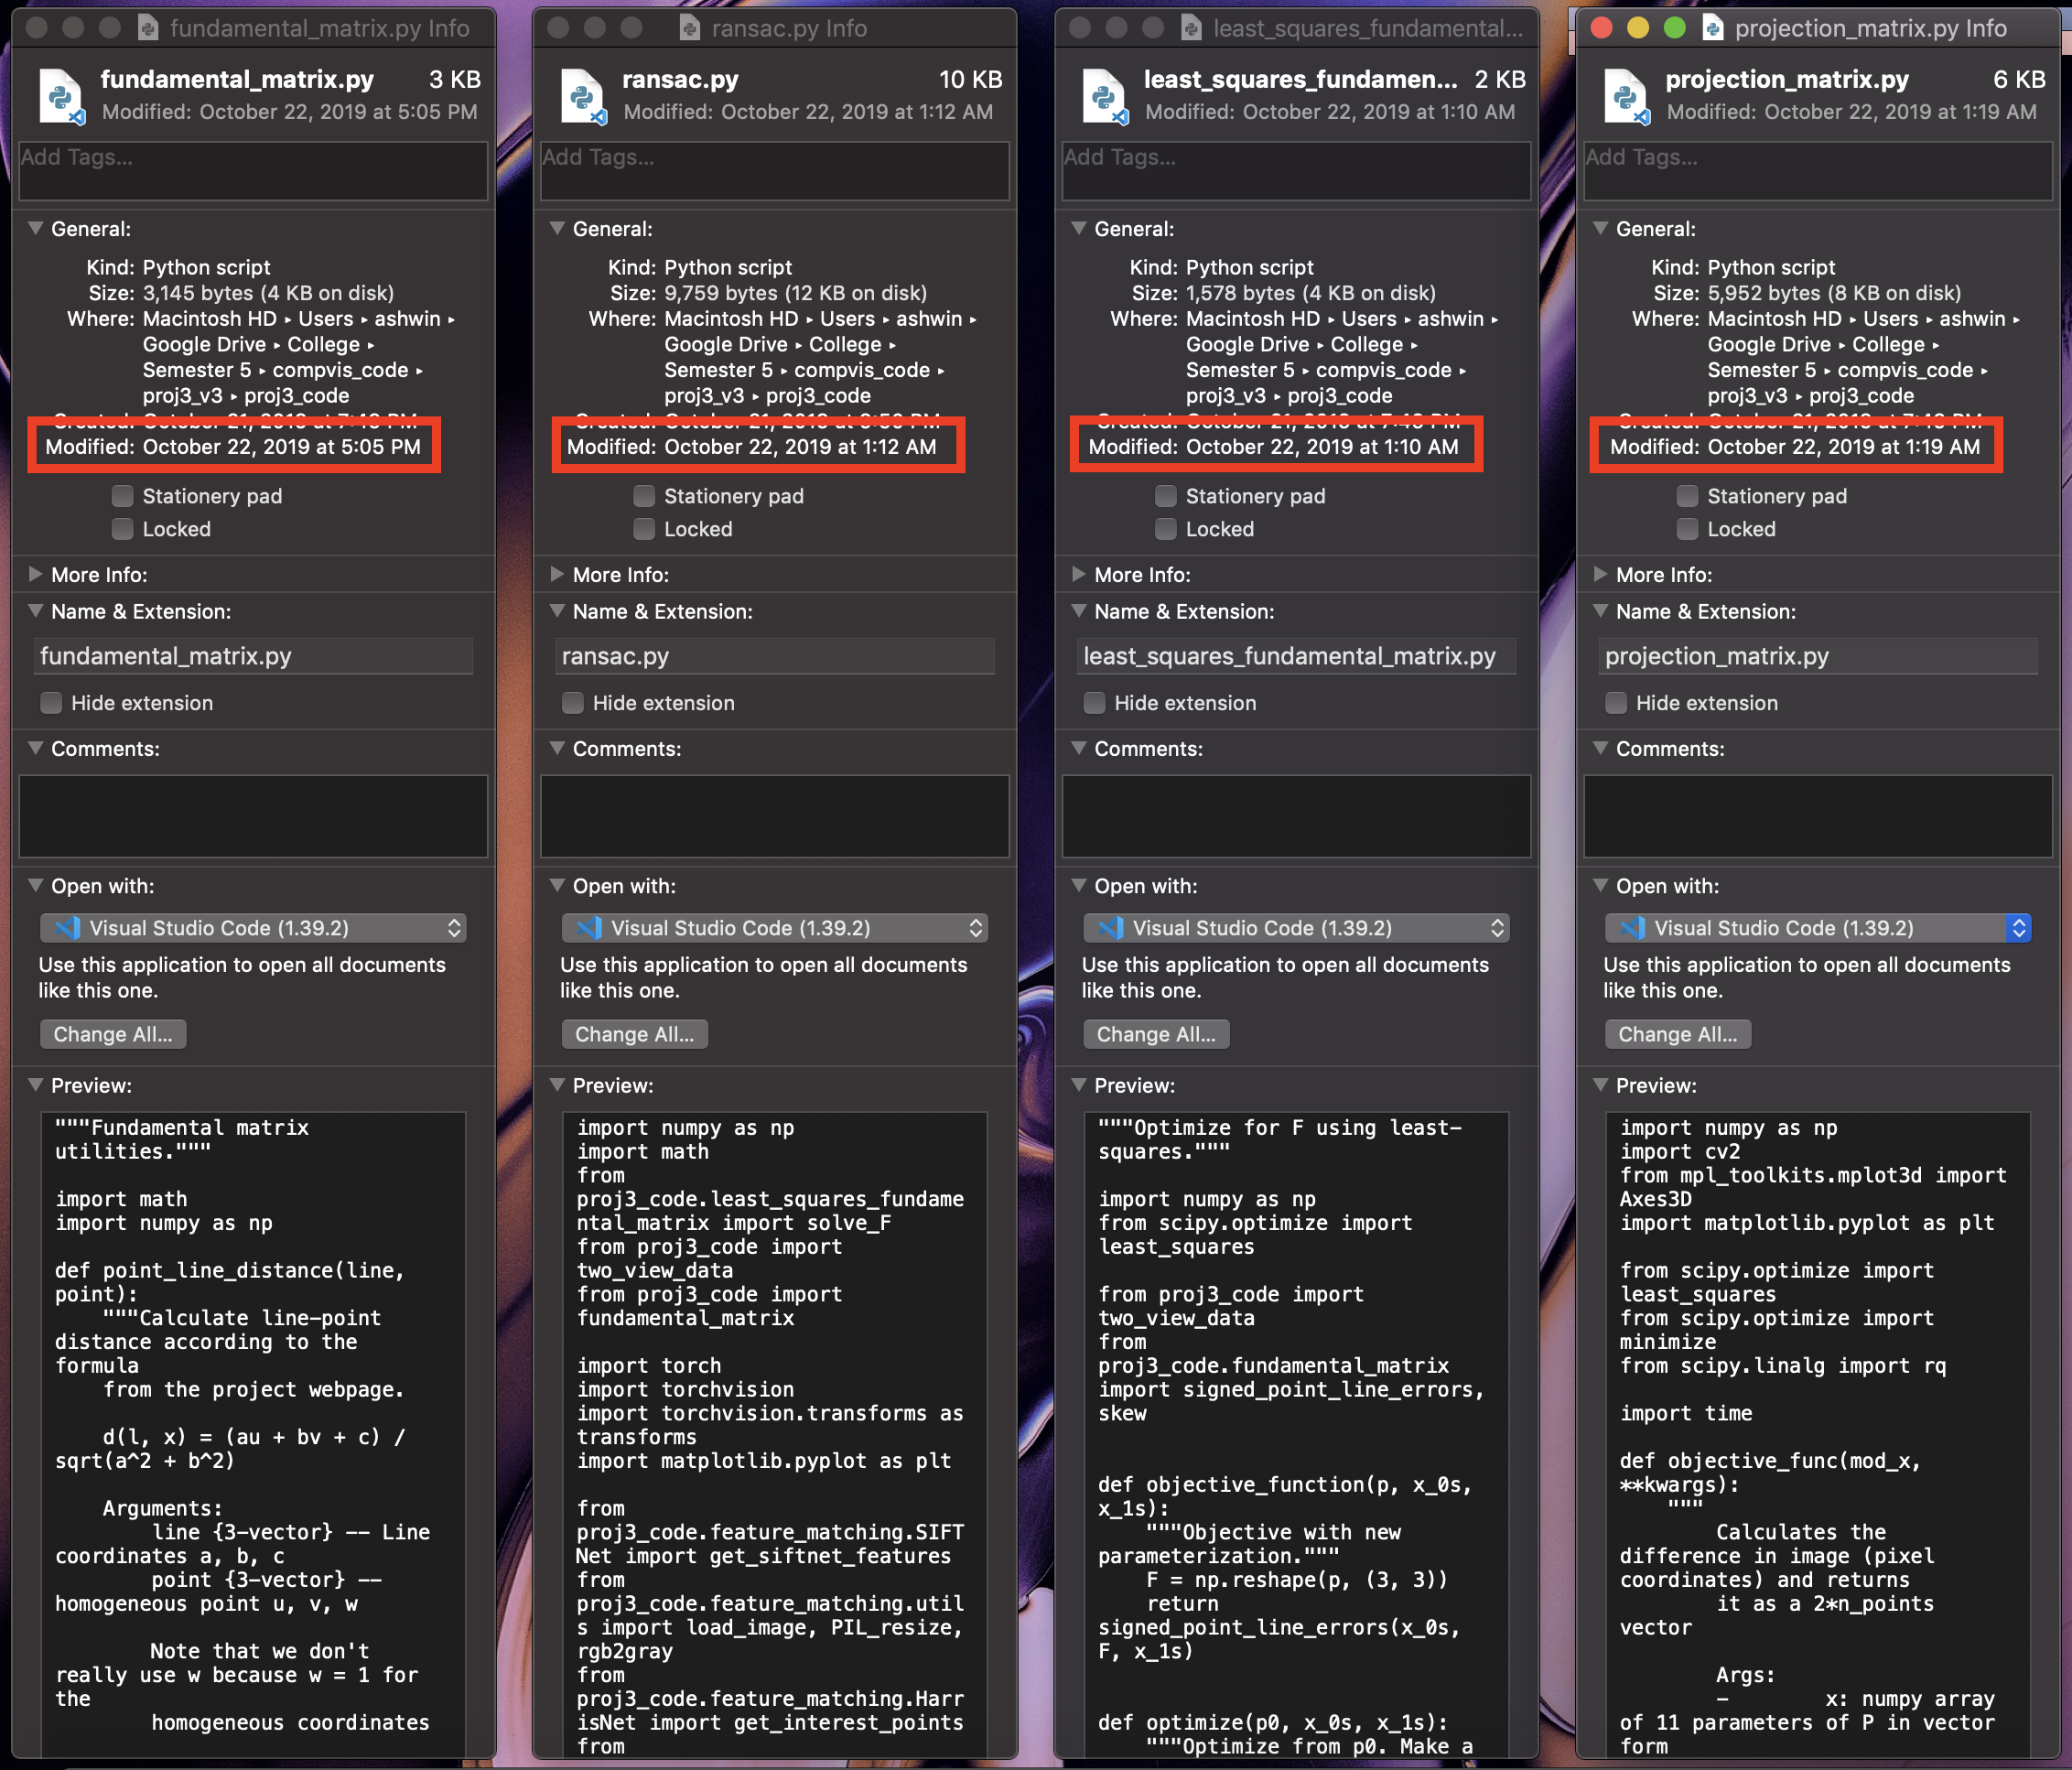 fundamental_matrix.py Info
fundamental_matrix.py 3 KB
Modified: October 22, 2019 at 5:05 PM
Add Tags...
General:
Kind: Python script
Size: 3,145 bytes (4 KB on disk)
Where: Macintosh HD ▸ Users ▸ ashwin ▸
Google Drive ▸ College ▸
Semester 5 ▸ compvis_code ▸
proj3_v3 ▸ proj3_code
Modified: October 22, 2019 at 5:05 PM
Stationery pad
Locked
More Info:
Name & Extension:
fundamental_matrix.py
Hide extension
Comments:
Open with:
Visual Studio Code (1.39.2)
Use this application to open all documents
like this one.
Change All...
Preview:
"""Fundamental matrix
utilities."""
import math
import numpy as np
def point_line_distance(line,
point):
"""Calculate line-point
distance according to the
formula
from the project webpage.
d(l, x) = (au + bv + c) /
sqrt(a^2 + b^2)
Arguments:
line {3-vector} -- Line
coordinates a, b, c
point {3-vector} --
homogeneous point u, v, w
Note that we don't
really use w because w = 1 for
the
homogeneous coordinates
ransac.py Info
ransac.py 10 KB
Modified: October 22, 2019 at 1:12 AM
Add Tags...
General:
Kind: Python script
Size: 9,759 bytes (12 KB on disk)
Where: Macintosh HD ▸ Users ▸ ashwin ▸
Google Drive ▸ College ▸
Semester 5 ▸ compvis_code ▸
proj3_v3 ▸ proj3_code
Modified: October 22, 2019 at 1:12 AM
Stationery pad
Locked
More Info:
Name & Extension:
ransac.py
Hide extension
Comments:
Open with:
Visual Studio Code (1.39.2)
Use this application to open all documents
like this one.
Change All...
Preview:
import numpy as np
import math
from
proj3_code.least_squares_fundame
ntal_matrix import solve_F
from proj3_code import
two_view_data
from proj3_code import
fundamental_matrix
import torch
import torchvision
import torchvision.transforms as
transforms
import matplotlib.pyplot as plt
from
proj3_code.feature_matching.SIFT
Net import get_siftnet_features
from
proj3_code.feature_matching.util
s import load_image, PIL_resize,
rgb2gray
from
proj3_code.feature_matching.Harr
isNet import get_interest_points
from
least_squares_fundamental...
least_squares_fundamen... 2 KB
Modified: October 22, 2019 at 1:10 AM
Add Tags...
General:
Kind: Python script
Size: 1,578 bytes (4 KB on disk)
Where: Macintosh HD ▸ Users ▸ ashwin ▸
Google Drive ▸ College ▸
Semester 5 ▸ compvis_code ▸
proj3_v3 ▸ proj3_code
Modified: October 22, 2019 at 1:10 AM
Stationery pad
Locked
More Info:
Name & Extension:
least_squares_fundamental_matrix.py
Hide extension
Comments:
Open with:
Visual Studio Code (1.39.2)
Use this application to open all documents
like this one.
Change All...
Preview:
"""Optimize for F using least-
squares."""
import numpy as np
from scipy.optimize import
least_squares
from proj3_code import
two_view_data
from
proj3_code.fundamental_matrix
import signed_point_line_errors,
skew
def objective_function(p, x_0s,
x_1s):
"""Objective with new
parameterization."""
F = np.reshape(p, (3, 3))
return
signed_point_line_errors(x_0s,
F, x_1s)
def optimize(p0, x_0s, x_1s):
"""Optimize from p0. Make a
projection_matrix.py Info
projection_matrix.py 6 KB
Modified: October 22, 2019 at 1:19 AM
Add Tags...
General:
Kind: Python script
Size: 5,952 bytes (8 KB on disk)
Where: Macintosh HD ▸ Users ▸ ashwin ▸
Google Drive ▸ College ▸
Semester 5 ▸ compvis_code ▸
proj3_v3 ▸ proj3_code
Modified: October 22, 2019 at 1:19 AM
Stationery pad
Locked
More Info:
Name & Extension:
projection_matrix.py
Hide extension
Comments:
Open with:
Visual Studio Code (1.39.2)
Use this application to open all documents
like this one.
Change All...
Preview:
import numpy as np
import cv2
from mpl_toolkits.mplot3d import
Axes3D
import matplotlib.pyplot as plt
from scipy.optimize import
least_squares
from scipy.optimize import
minimize
from scipy.linalg import rq
import time
def objective_func(mod_x,
**kwargs):
"""
Calculates the
difference in image (pixel
coordinates) and returns
it as a 2*n_points
vector
Args:
- x: numpy array
of 11 parameters of P in vector
form